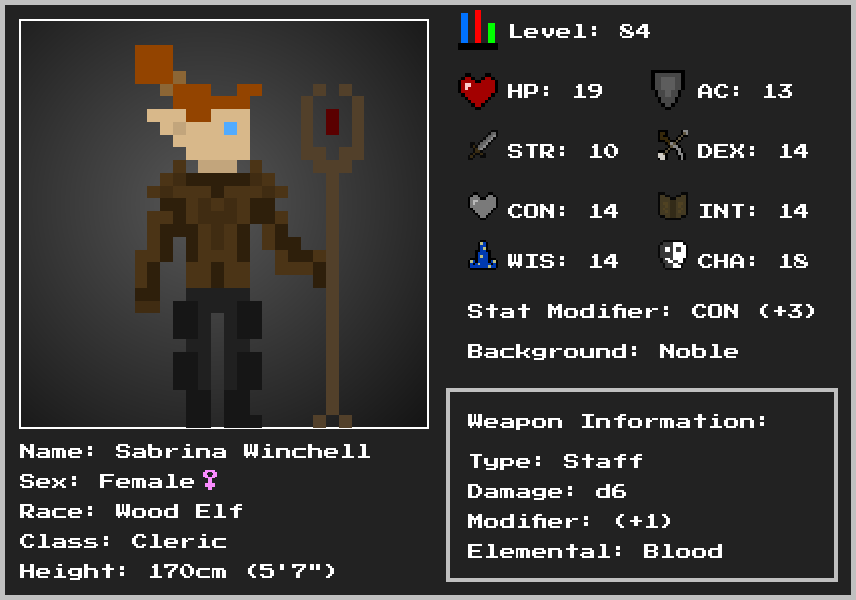 Level: 84
HP: 19
AC: 13
STR: 10
DEX: 14
CON: 14
INT: 14
WIS: 14
CHA: 18
Stat Modifier: CON (+3)
Background: Noble
Name: Sabrina Winchell
Sex: Female♀
Race: Wood Elf
Class: Cleric
Height: 170cm (5'7")
Weapon Information:
Type: Staff
Damage: d6
Modifier: (+1)
Elemental: Blood